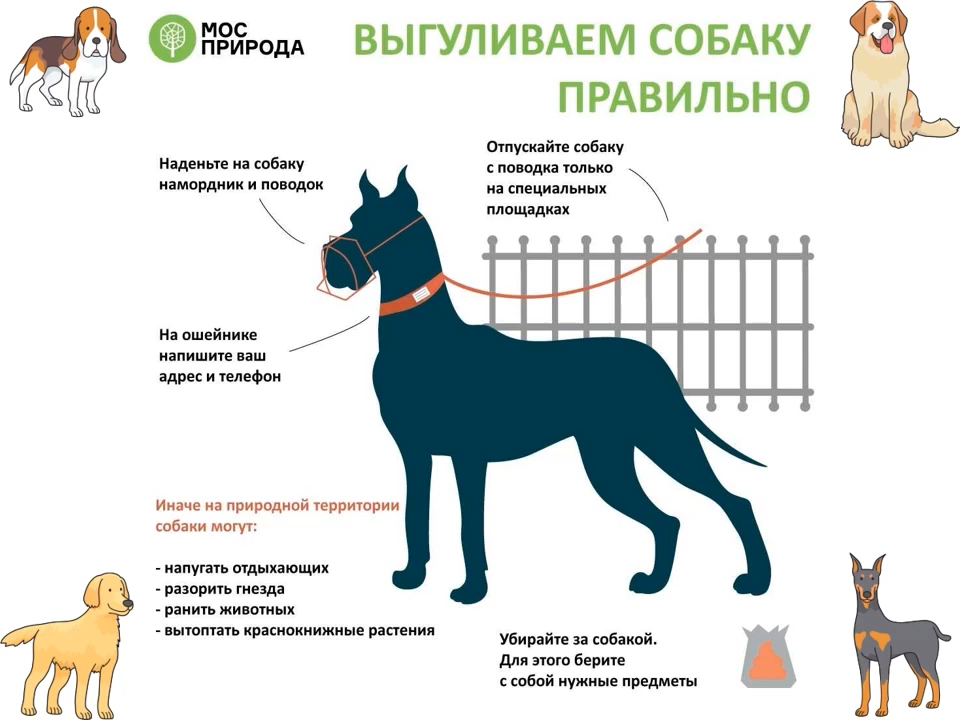 МОС
ПРИРОДА
ВЫГУЛИВАЕМ СОБАКУ
ПРАВИЛЬНО
Наденьте на собаку
намордник и поводок
Отпускайте собаку
с поводка только
на специальных
площадках
На ошейнике
напишите ваш
адрес и телефон
Иначе на природной территории
собаки могут:
- напугать отдыхающих
- разорить гнезда
- ранить животных
- вытоптать краснокнижные растения
Убирайте за собакой.
Для этого берите
с собой нужные предметы